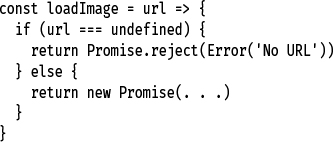 const loadImage = url => {
  if (url === undefined) {
    return Promise.reject(Error('No URL'))
  } else {
    return new Promise(. . .)
  }
}